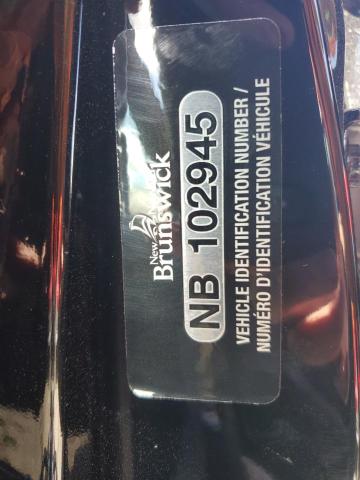 New
Brunswick
NB 102945
VEHICLE IDENTIFICATION NUMBER /
NUMÉRO D'IDENTIFICATION VÉHICULE